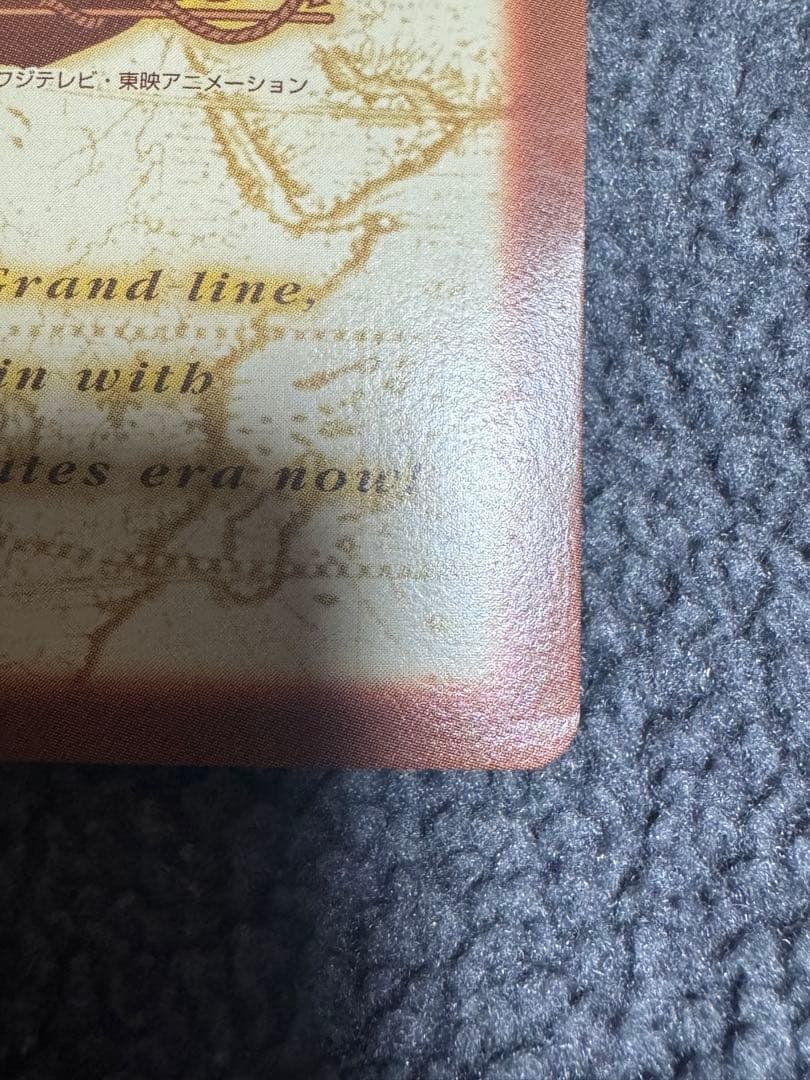 フジテレビ・東映アニメーション
Grand line,
in with
utes era now!